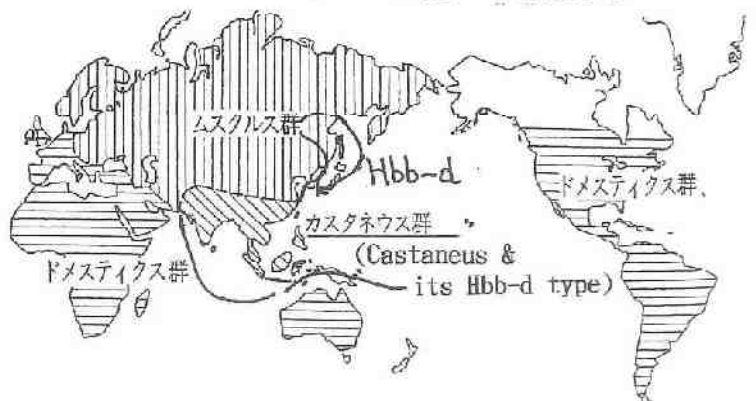 ムスクルス群
Hbb-d
ドメスティクス群、
カスタネウス群
(Castaneus &
its Hbb-d type)
ドメスティクス群